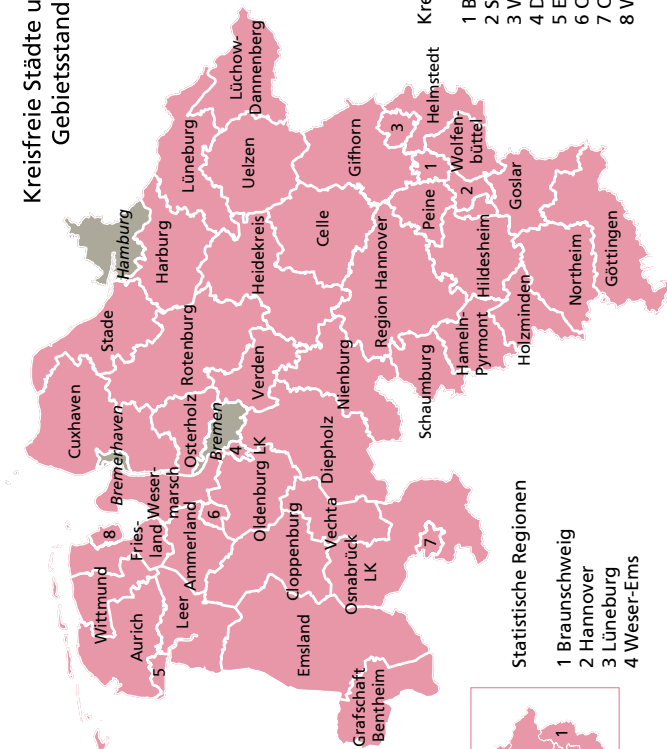 Kreisfreie Städte u
Gebietsstand
Cuxhaven
Stade
Hamburg
Wittmund
8
Bremerhaven
Aurich
Fries-
land
Weser-
marsch
5
Leer
Ammerland
6
Osterholz
Rotenburg
Harburg
Lüneburg
Lüchow-
Dannenberg
Bremen
4
Oldenburg LK
Verden
Heidekreis
Uelzen
Emsland
Cloppenburg
Vechta
Diepholz
Nienburg
Celle
Gifhorn
Grafschaft
Bentheim
Osnabrück
LK
7
Region Hannover
3
Schaumburg
Peine
1
Helmstedt
Hameln-
Pyrmont
Hildesheim
2
Wolfen-
büttel
Holzminden
Goslar
Northeim
Göttingen
Kre
1 B
2 S
4 D
5 E
Statistische Regionen
1 Braunschweig
2 Hannover
3 Lüneburg
4 Weser-Ems
1